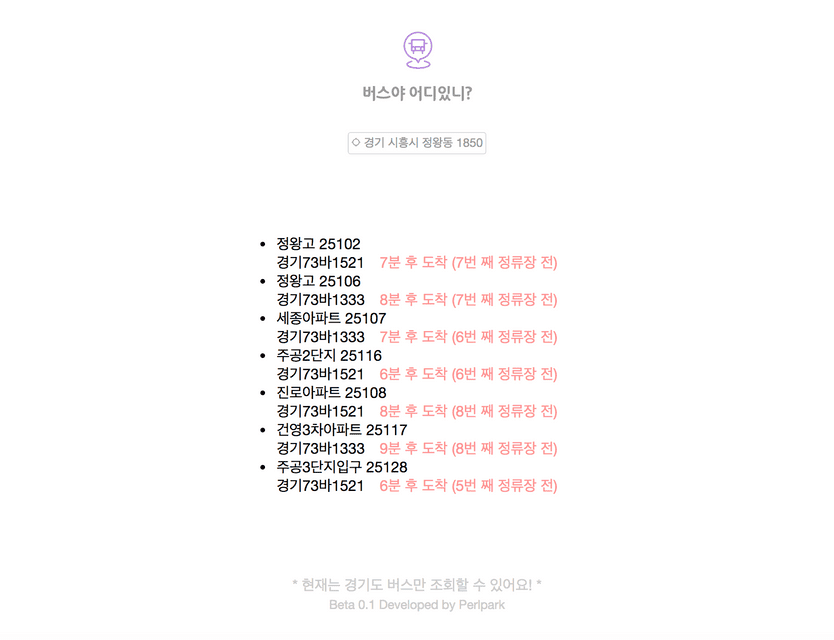 버스야 어디있니?
경기 시흥시 정왕동 1850
정왕고 25102
경기73바1521 7분 후 도착 (7번 째 정류장 전)
정왕고 25106
경기73바1333 8분 후 도착 (7번 째 정류장 전)
세종아파트 25107
경기73바1333 7분 후 도착 (6번 째 정류장 전)
주공2단지 25116
경기73바1521 6분 후 도착 (6번 째 정류장 전)
진로아파트 25108
경기73바1521 8분 후 도착 (8번 째 정류장 전)
건영3차아파트 25117
경기73바1333 9분 후 도착 (8번 째 정류장 전)
주공3단지입구 25128
경기73바1521 6분 후 도착 (5번 째 정류장 전)
* 현재는 경기도 버스만 조회할 수 있어요! *
Beta 0.1 Developed by Perlpark